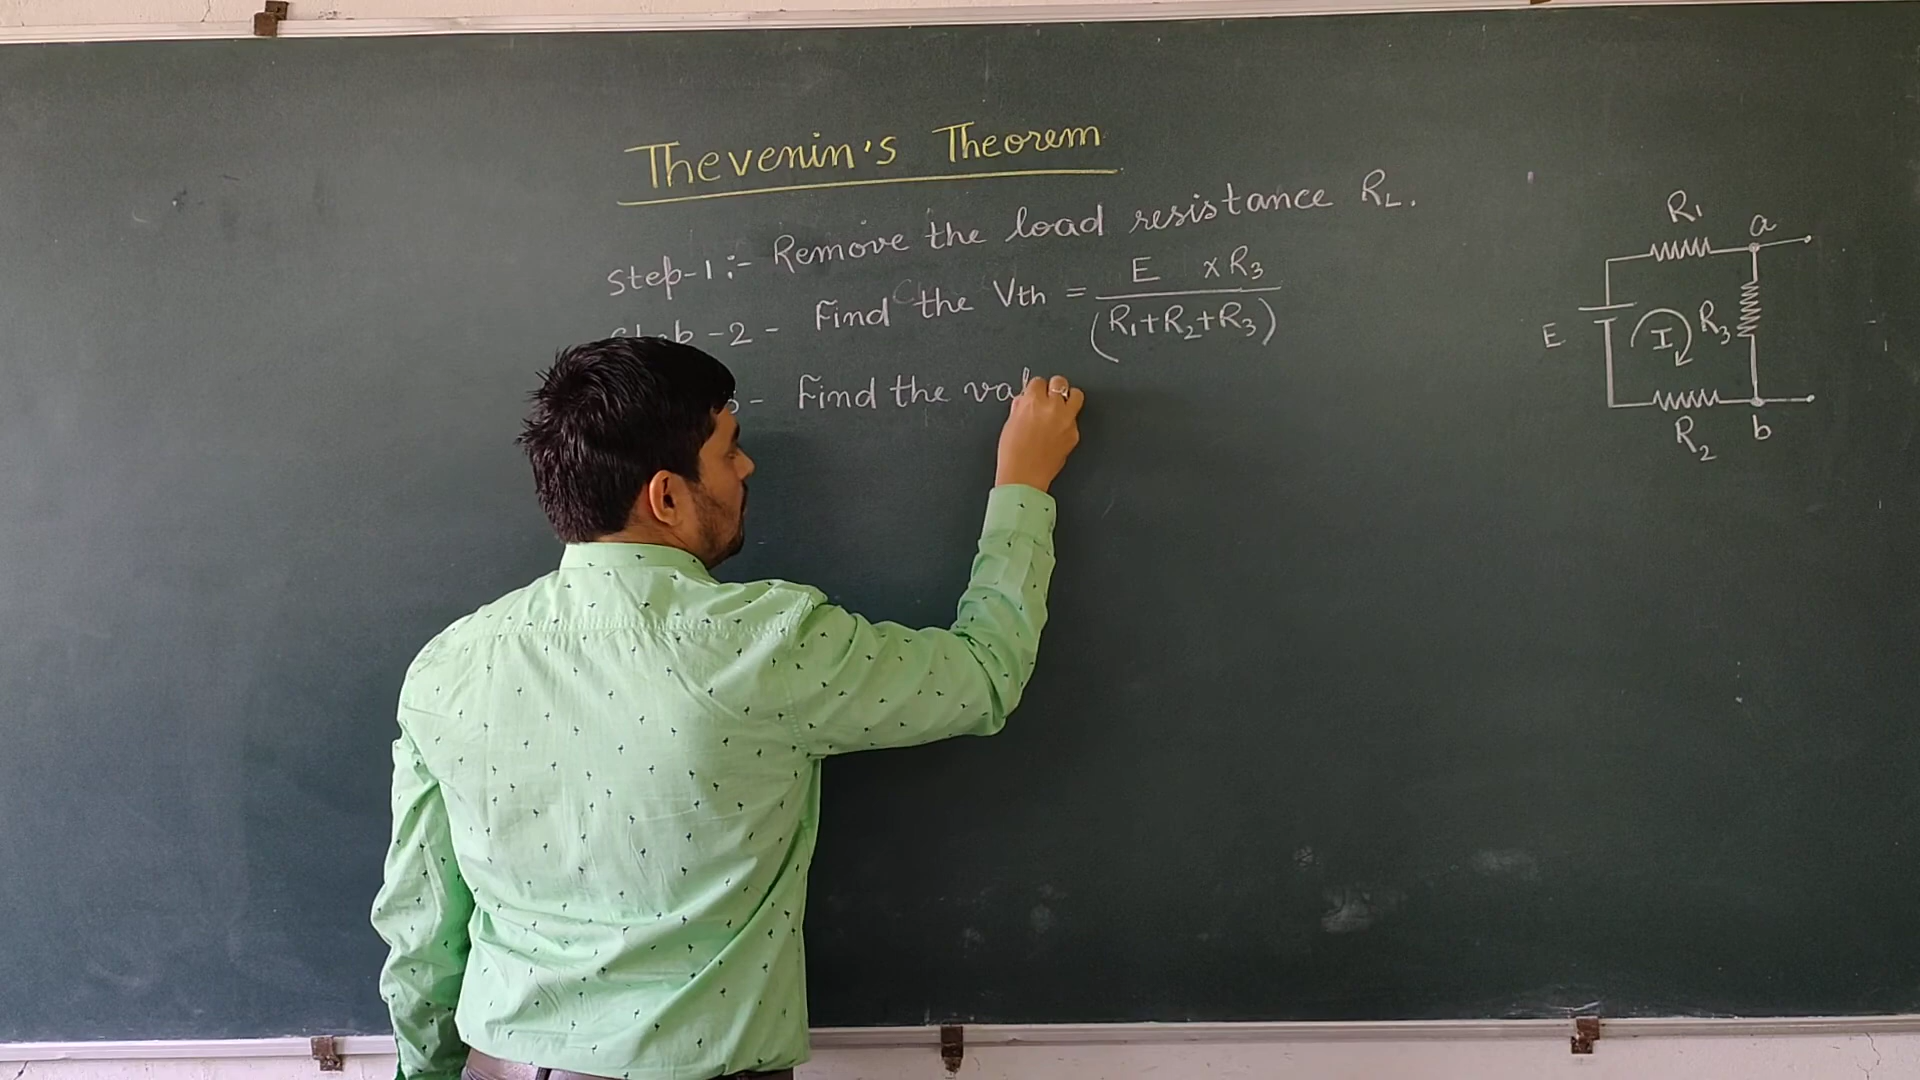 Thevenin's Theorem
Step-1:- Remove the load resistance RL.
-2 - Find the Vth = E × R3 / (R1+R2+R3)
- Find the val
R1
a
E
I
R3
R2
b